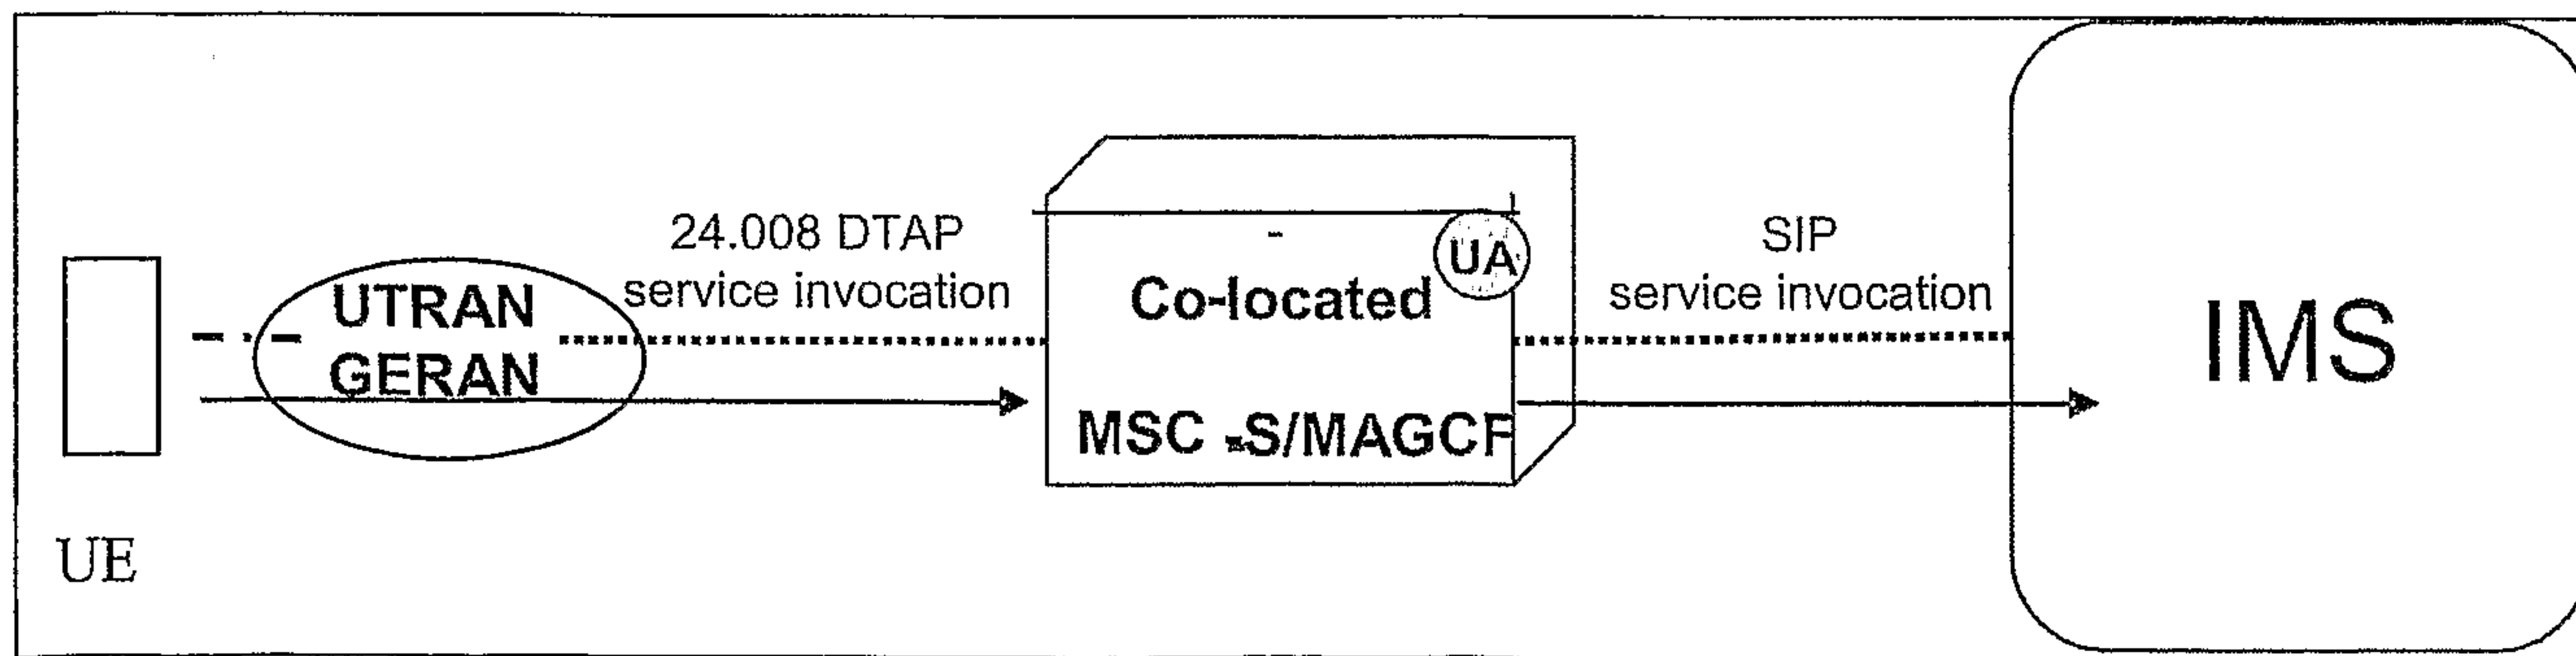 24.008 DTAP
service invocation
SIP
service invocation
UA
UTRAN
GERAN
Co-located
MSC -S/MAGCF
IMS
UE